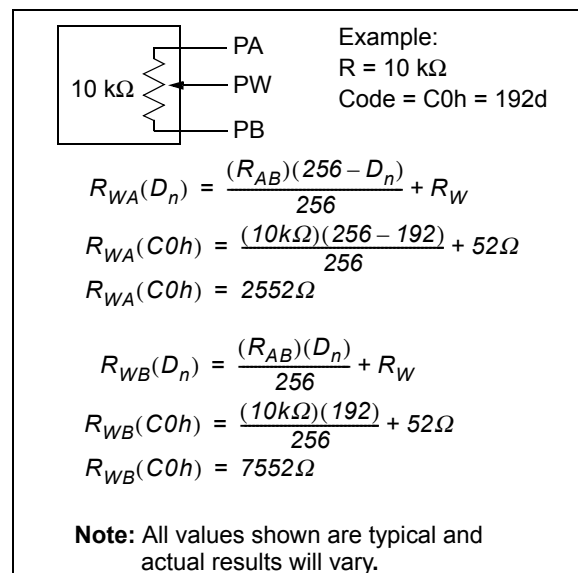 PA
Example:
R = 10 kΩ
10 kΩ
PW
Code = C0h = 192d
PB
R_WA(D_n) = (R_AB)(256 – D_n) / 256 + R_W
R_WA(C0h) = (10kΩ)(256 – 192) / 256 + 52Ω
R_WA(C0h) = 2552Ω
R_WB(D_n) = (R_AB)(D_n) / 256 + R_W
R_WB(C0h) = (10kΩ)(192) / 256 + 52Ω
R_WB(C0h) = 7552Ω
Note: All values shown are typical and
actual results will vary.